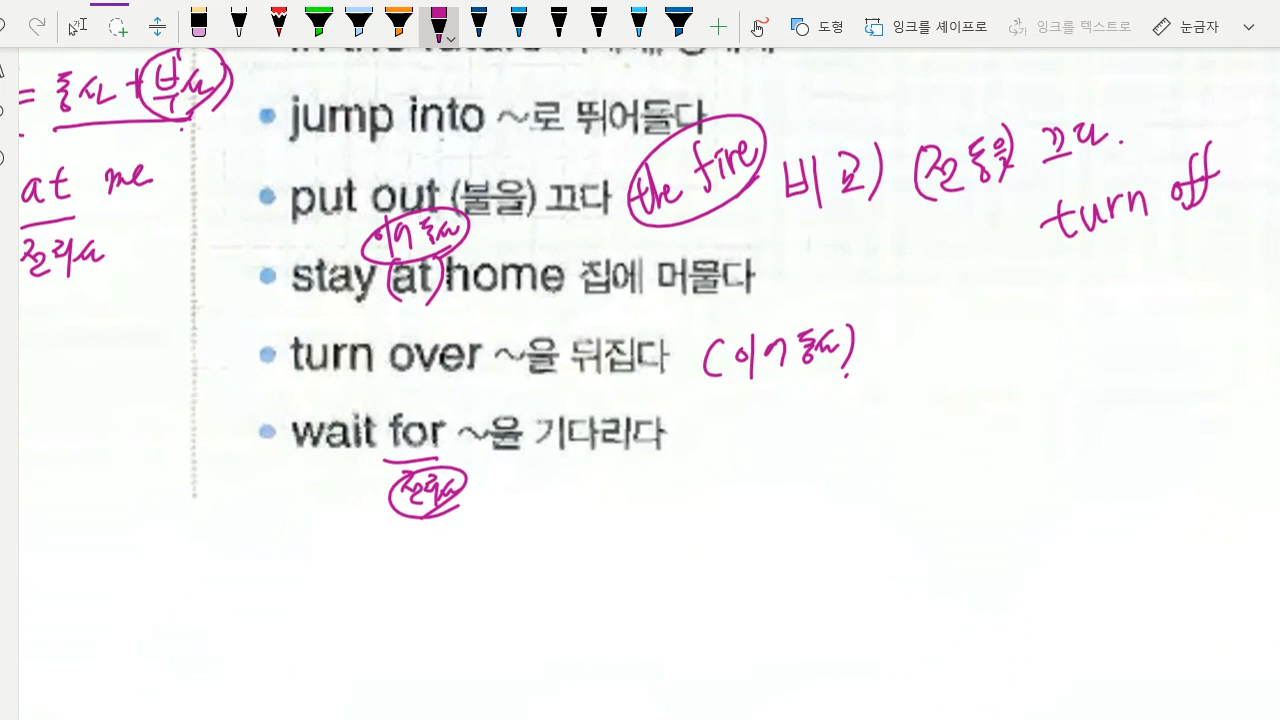 도형 잉크를 셰이프로 잉크를 텍스트로 눈금자
in the future
= 동사 + 부사)
jump into ~로 뛰어들다
at me
전치사
put out (불을) 끄다 the fire 비교) (전등을 끄다.
turn off
이어동사
stay (at) home 집에 머물다
turn over ~을 뒤집다 (이어동사)
wait for ~을 기다리다
전치사